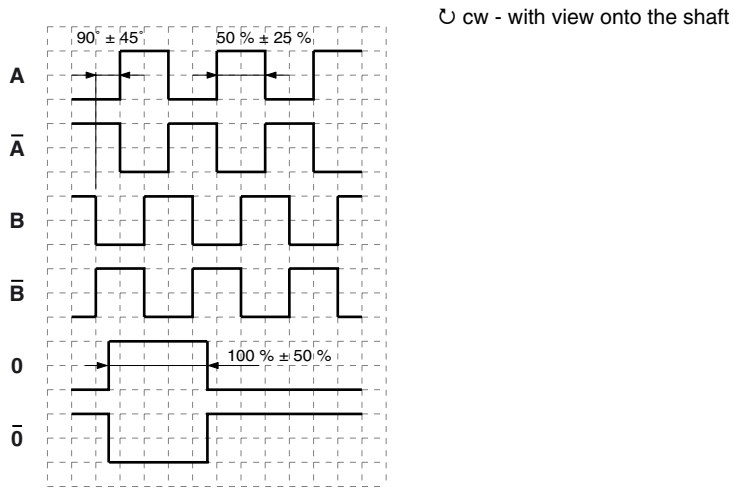 ↻ cw - with view onto the shaft
90° ± 45° 50 % ± 25 %
A
A̅
B
B̅
0
100 % ± 50 %
0̅